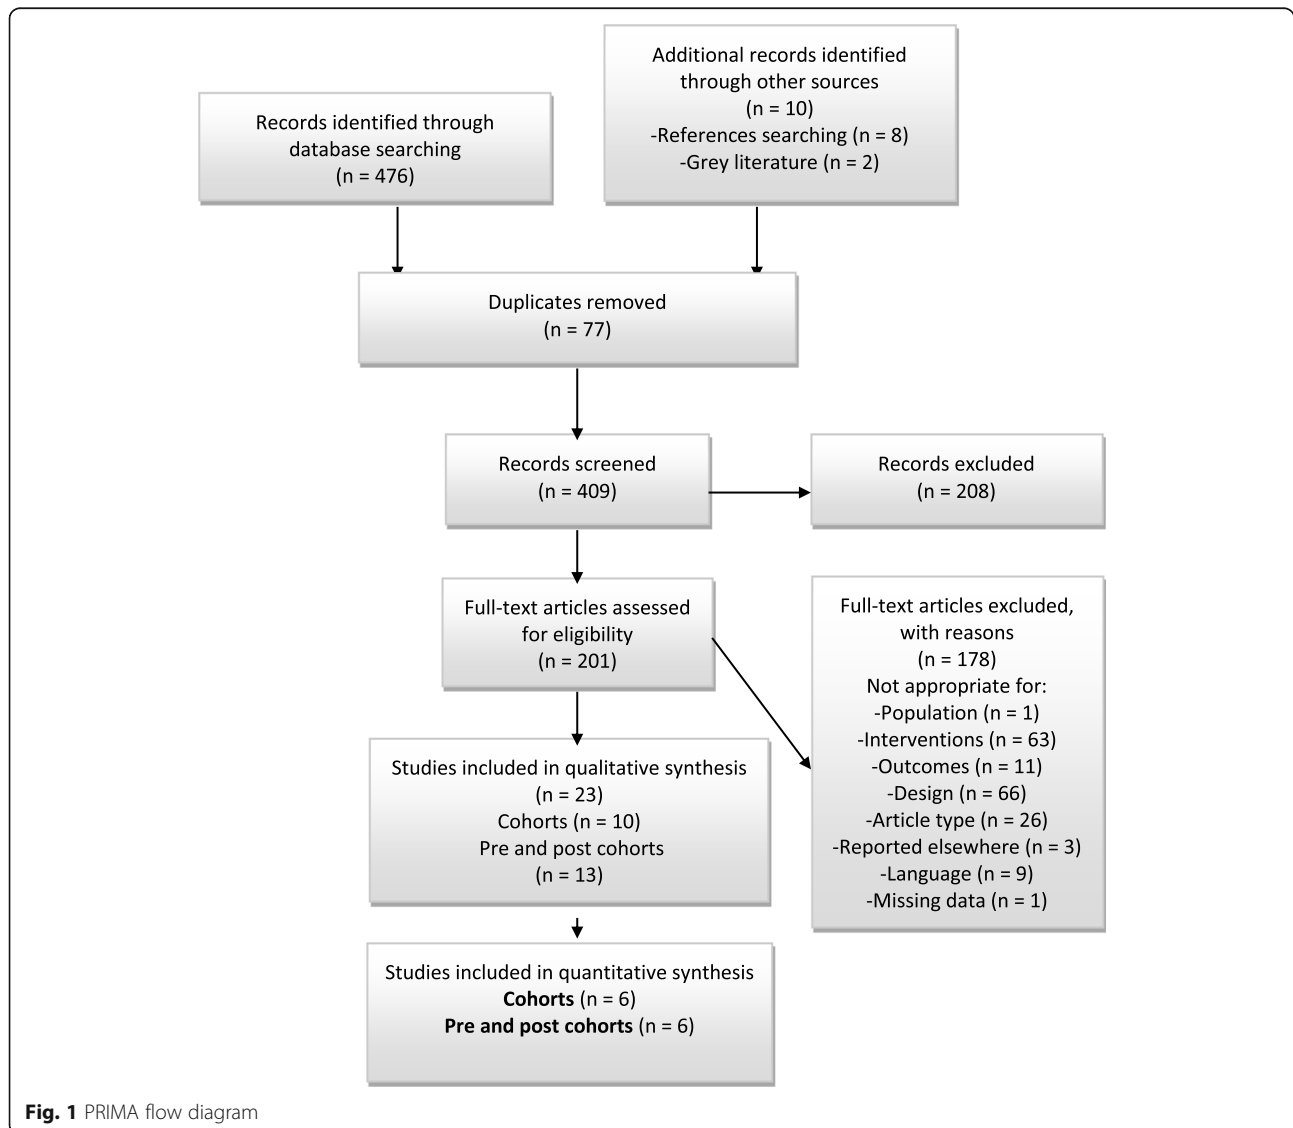 Records identified through
database searching
(n = 476)
Additional records identified
through other sources
(n = 10)
-References searching (n = 8)
-Grey literature (n = 2)
Duplicates removed
(n = 77)
Records screened
(n = 409)
Records excluded
(n = 208)
Full-text articles assessed
for eligibility
(n = 201)
Full-text articles excluded,
with reasons
(n = 178)
Not appropriate for:
-Population (n = 1)
-Interventions (n = 63)
-Outcomes (n = 11)
-Design (n = 66)
-Article type (n = 26)
-Reported elsewhere (n = 3)
-Language (n = 9)
-Missing data (n = 1)
Studies included in qualitative synthesis
(n = 23)
Cohorts (n = 10)
Pre and post cohorts
(n = 13)
Studies included in quantitative synthesis
Cohorts (n = 6)
Pre and post cohorts (n = 6)
Fig. 1 PRIMA flow diagram